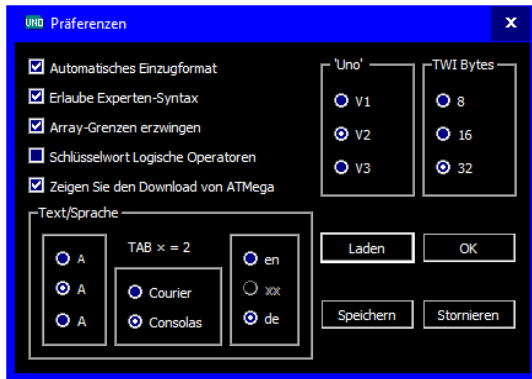 UNO Präferenzen x
Automatisches Einzugformat
Erlaube Experten-Syntax
Array-Grenzen erzwingen
Schlüsselwort Logische Operatoren
Zeigen Sie den Download von ATMega
'Uno'
V1
V2
V3
TWI Bytes
8
16
32
Text/Sprache
A
A
A
TAB × = 2
Courier
Consolas
en
xx
de
Laden
OK
Speichern
Stornieren